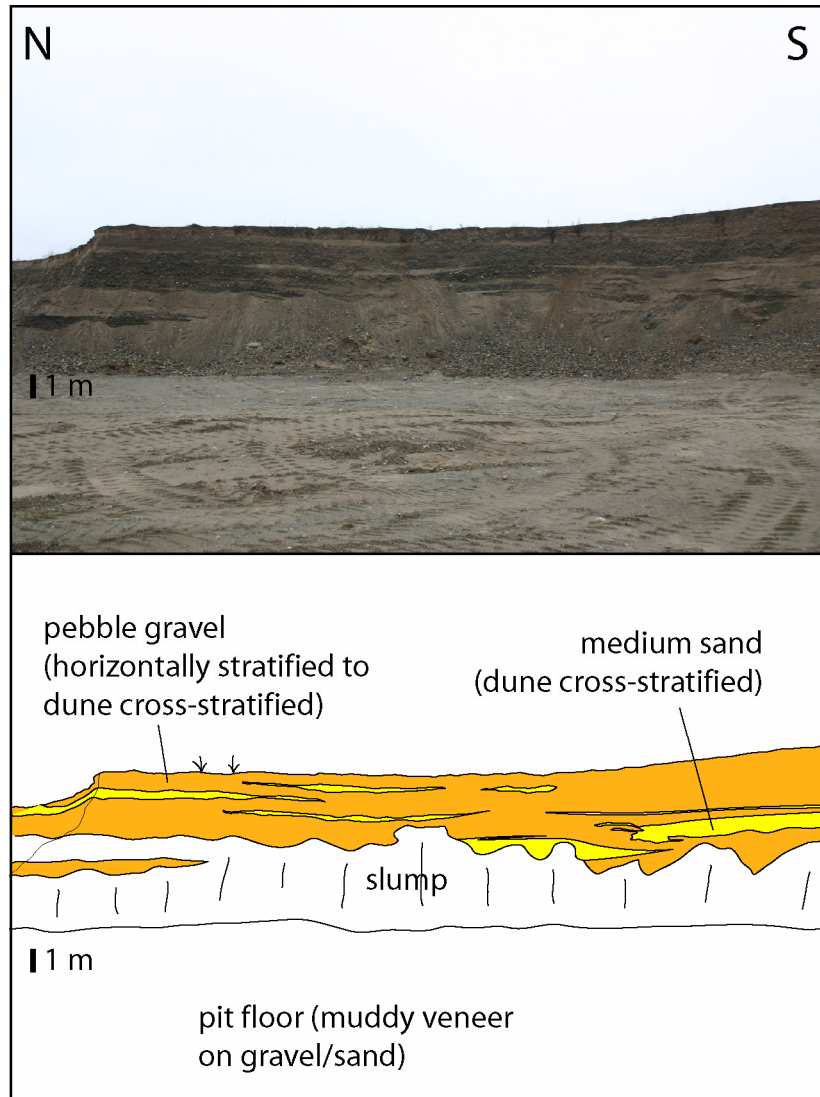 N
S
1 m
pebble gravel
(horizontally stratified to
dune cross-stratified)
medium sand
(dune cross-stratified)
slump
1 m
pit floor (muddy veneer
on gravel/sand)